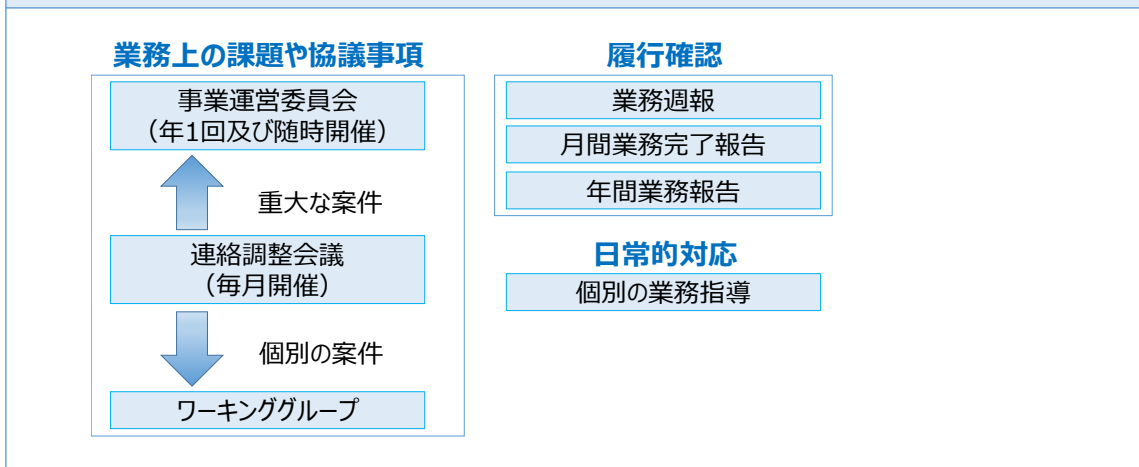 業務上の課題や協議事項
事業運営委員会
（年1回及び随時開催）
重大な案件
連絡調整会議
（毎月開催）
個別の案件
ワーキンググループ
履行確認
業務週報
月間業務完了報告
年間業務報告
日常的対応
個別の業務指導